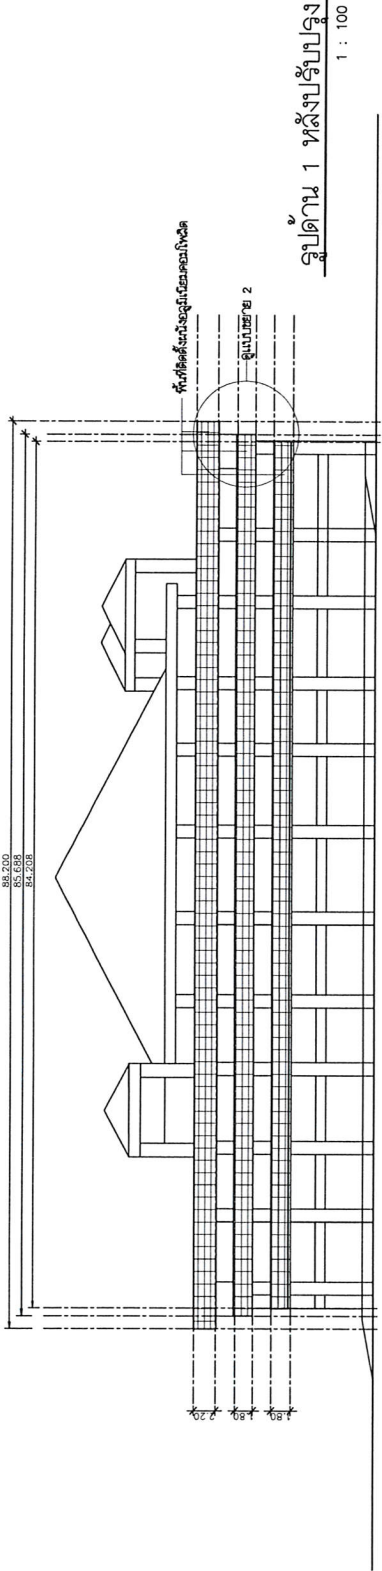 88.200
85.688
84.208
พื้นที่ติดตั้งผนังอลูมิเนียมคอมโพสิต
ดูแบบขยาย 2
2.20
1.80
1.80
รูปด้าน 1 หลังปรับปรุง
1 : 100